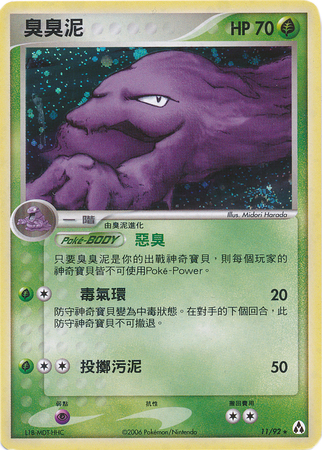 臭臭泥 HP 70
Illus. Midori Harada
一階
由臭泥進化
Poké-BODY 惡臭
只要臭臭泥是你的出戰神奇寶貝,則每個玩家的
神奇寶貝皆不可使用Poké-Power。
毒氣環 20
防守神奇寶貝變為中毒狀態。在對手的下個回合,此
防守神奇寶貝不可撤退。
投擲污泥 50
弱點 抗性 撤回費用
L18-MDT-HHC ©2006 Pokémon/Nintendo 11/92